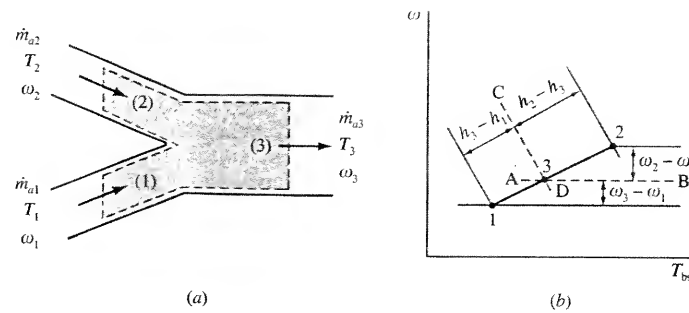 ṁa2
T2
ω2
(2)
ṁa1
T1
ω1
(1)
(3)
ṁa3
T3
ω3
(a)
ω
C
h3 – h1
h2 – h3
2
ω2 – ω
A
3
B
D
ω3 – ω1
1
Tbs
(b)